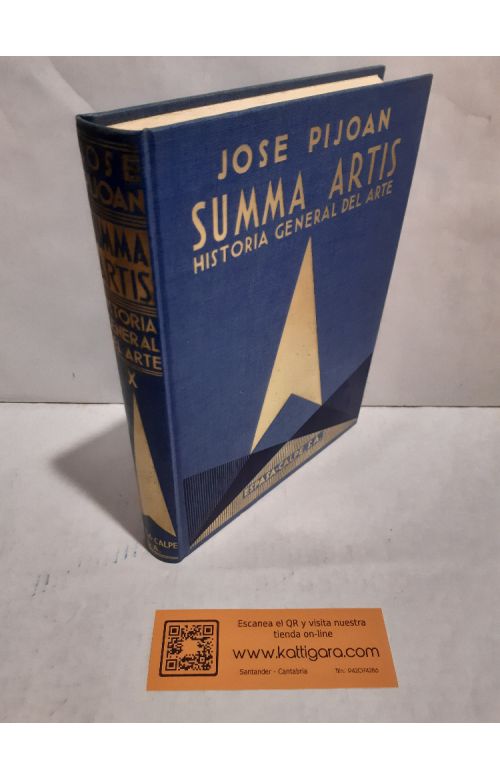 JOSE PIJOAN
SUMMA ARTIS
HISTORIA GENERAL DEL ARTE
ESPASA-CALPE S.A.
JOSE
PIJOAN
SUMMA
ARTIS
HISTORIA
GENERAL
DEL ARTE
X
CALPE
S.A.
Escanea el QR y visita nuestra
tienda on-line
www.kattigara.com
Santander - Cantabria